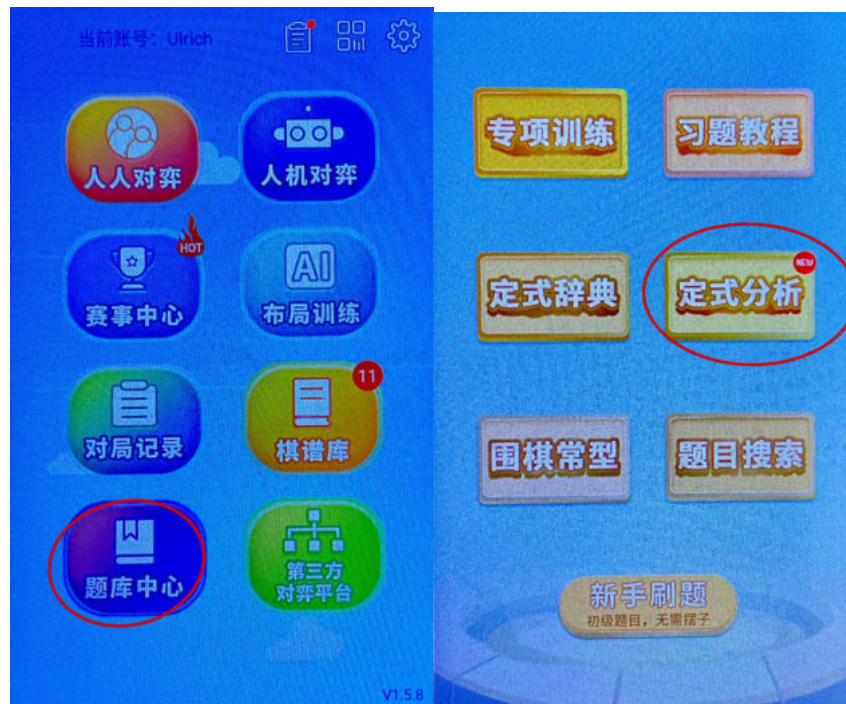 当前账号: Ulrich
人人对弈
人机对弈
HOT
赛事中心
AI
布局训练
对局记录
11
棋谱库
题库中心
第三方
对弈平台
V1.5.8
专项训练
习题教程
定式辞典
NEW
定式分析
围棋常型
题目搜索
新手刷题
初级题目，无需摆子